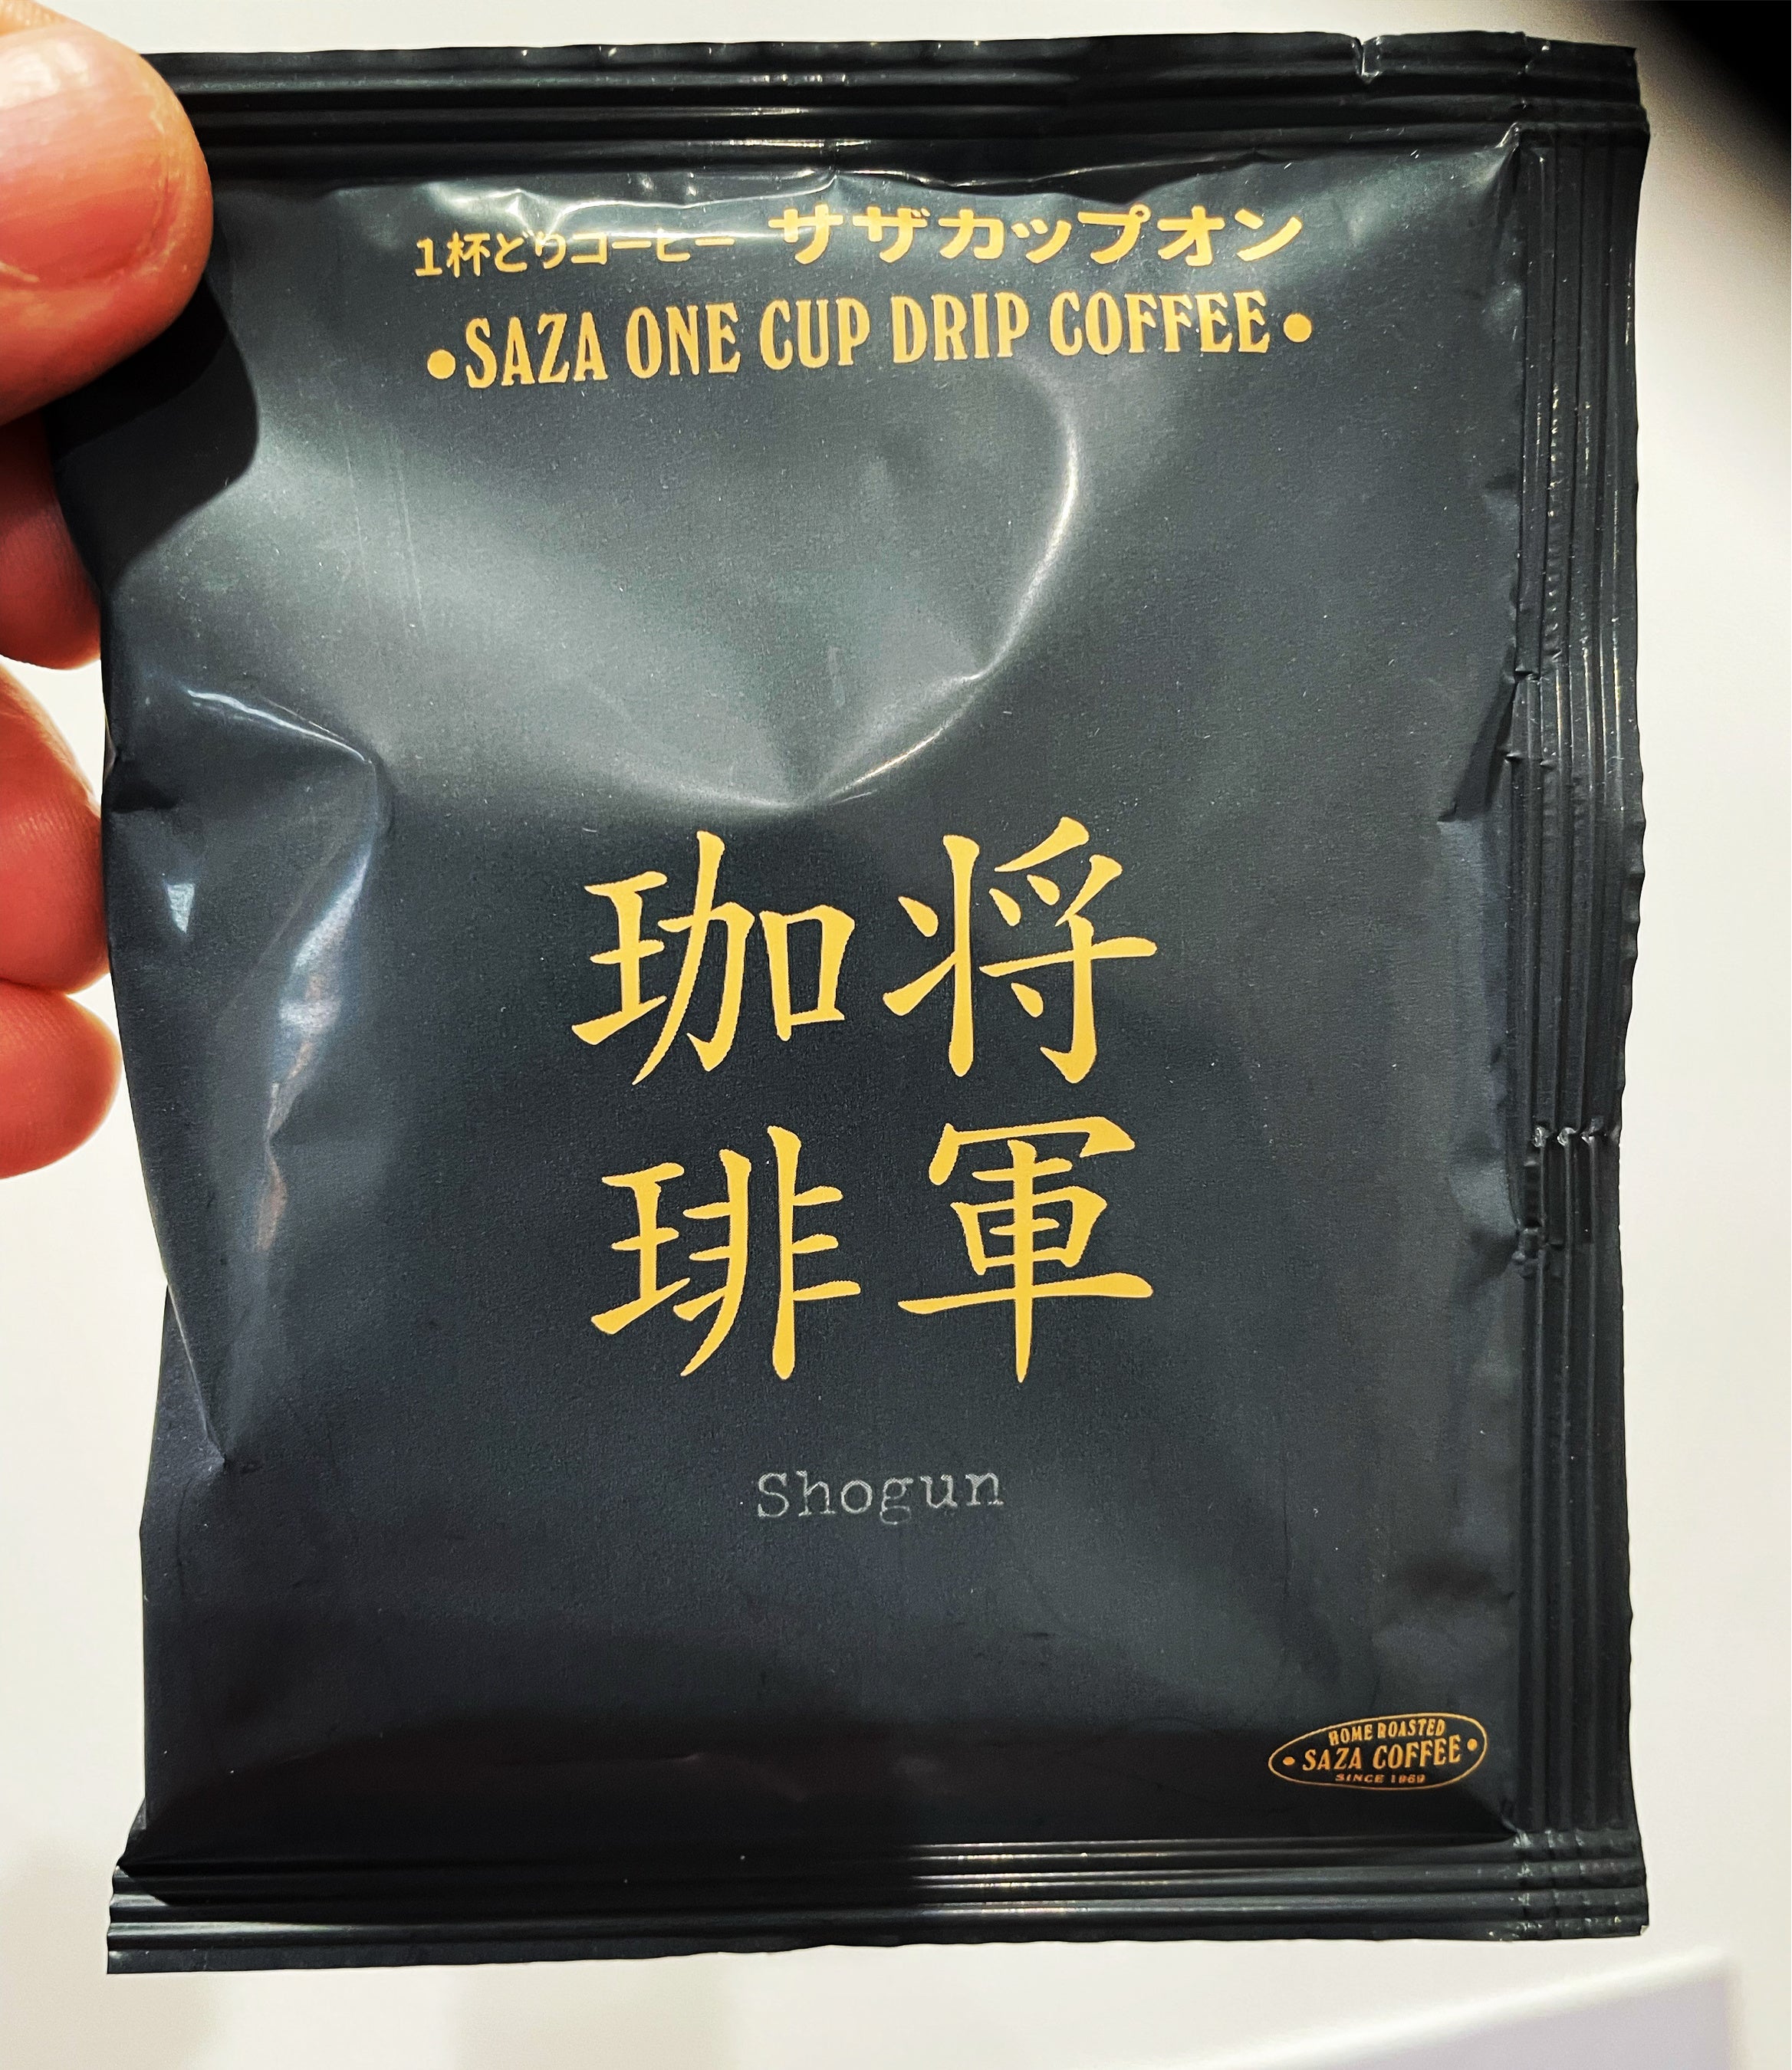 1杯どりコーヒー サザカップオン
•SAZA ONE CUP DRIP COFFEE•
将軍
珈琲
Shogun
HOME ROASTED
•SAZA COFFEE•
SINCE 1969